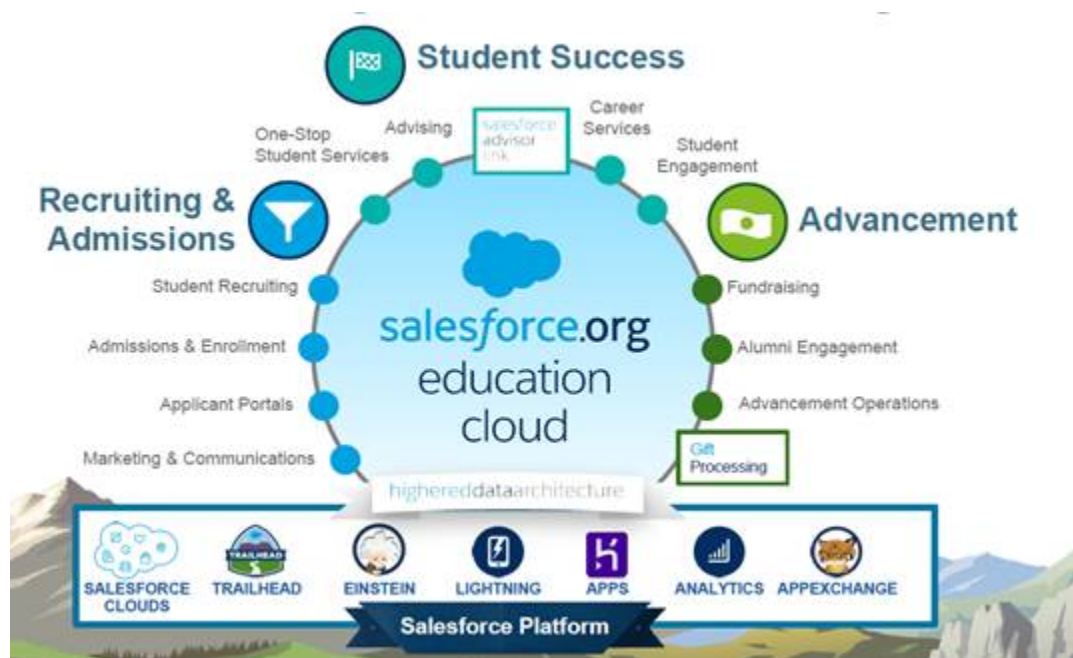 Student Success
One-Stop
Student Services
Advising
salesforce
advisor
link
Career
Services
Student
Engagement
Recruiting &
Admissions
Advancement
Student Recruiting
Admissions & Enrollment
Applicant Portals
Marketing & Communications
salesforce.org
education
cloud
Fundraising
Alumni Engagement
Advancement Operations
Gift
Processing
highereddataarchitecture
SALESFORCE
CLOUDS
TRAILHEAD
TRAILHEAD
EINSTEIN
LIGHTNING
APPS
ANALYTICS
APPEXCHANGE
Salesforce Platform